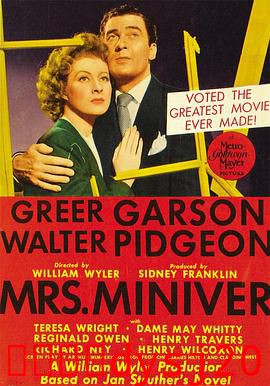 VOTED THE
GREATEST MOVIE
EVER MADE!
A
Metro
Goldwyn
Mayer
PICTURE
GREER GARSON
WALTER PIDGEON
Directed by
WILLIAM WYLER
Produced by
SIDNEY FRANKLIN
MRS. MINIVER
with
TERESA WRIGHT • DAME MAY WHITTY
REGINALD OWEN • HENRY TRAVERS
HENRY WILCOXON
A William Wyler
Based on Jan Struther's Novel